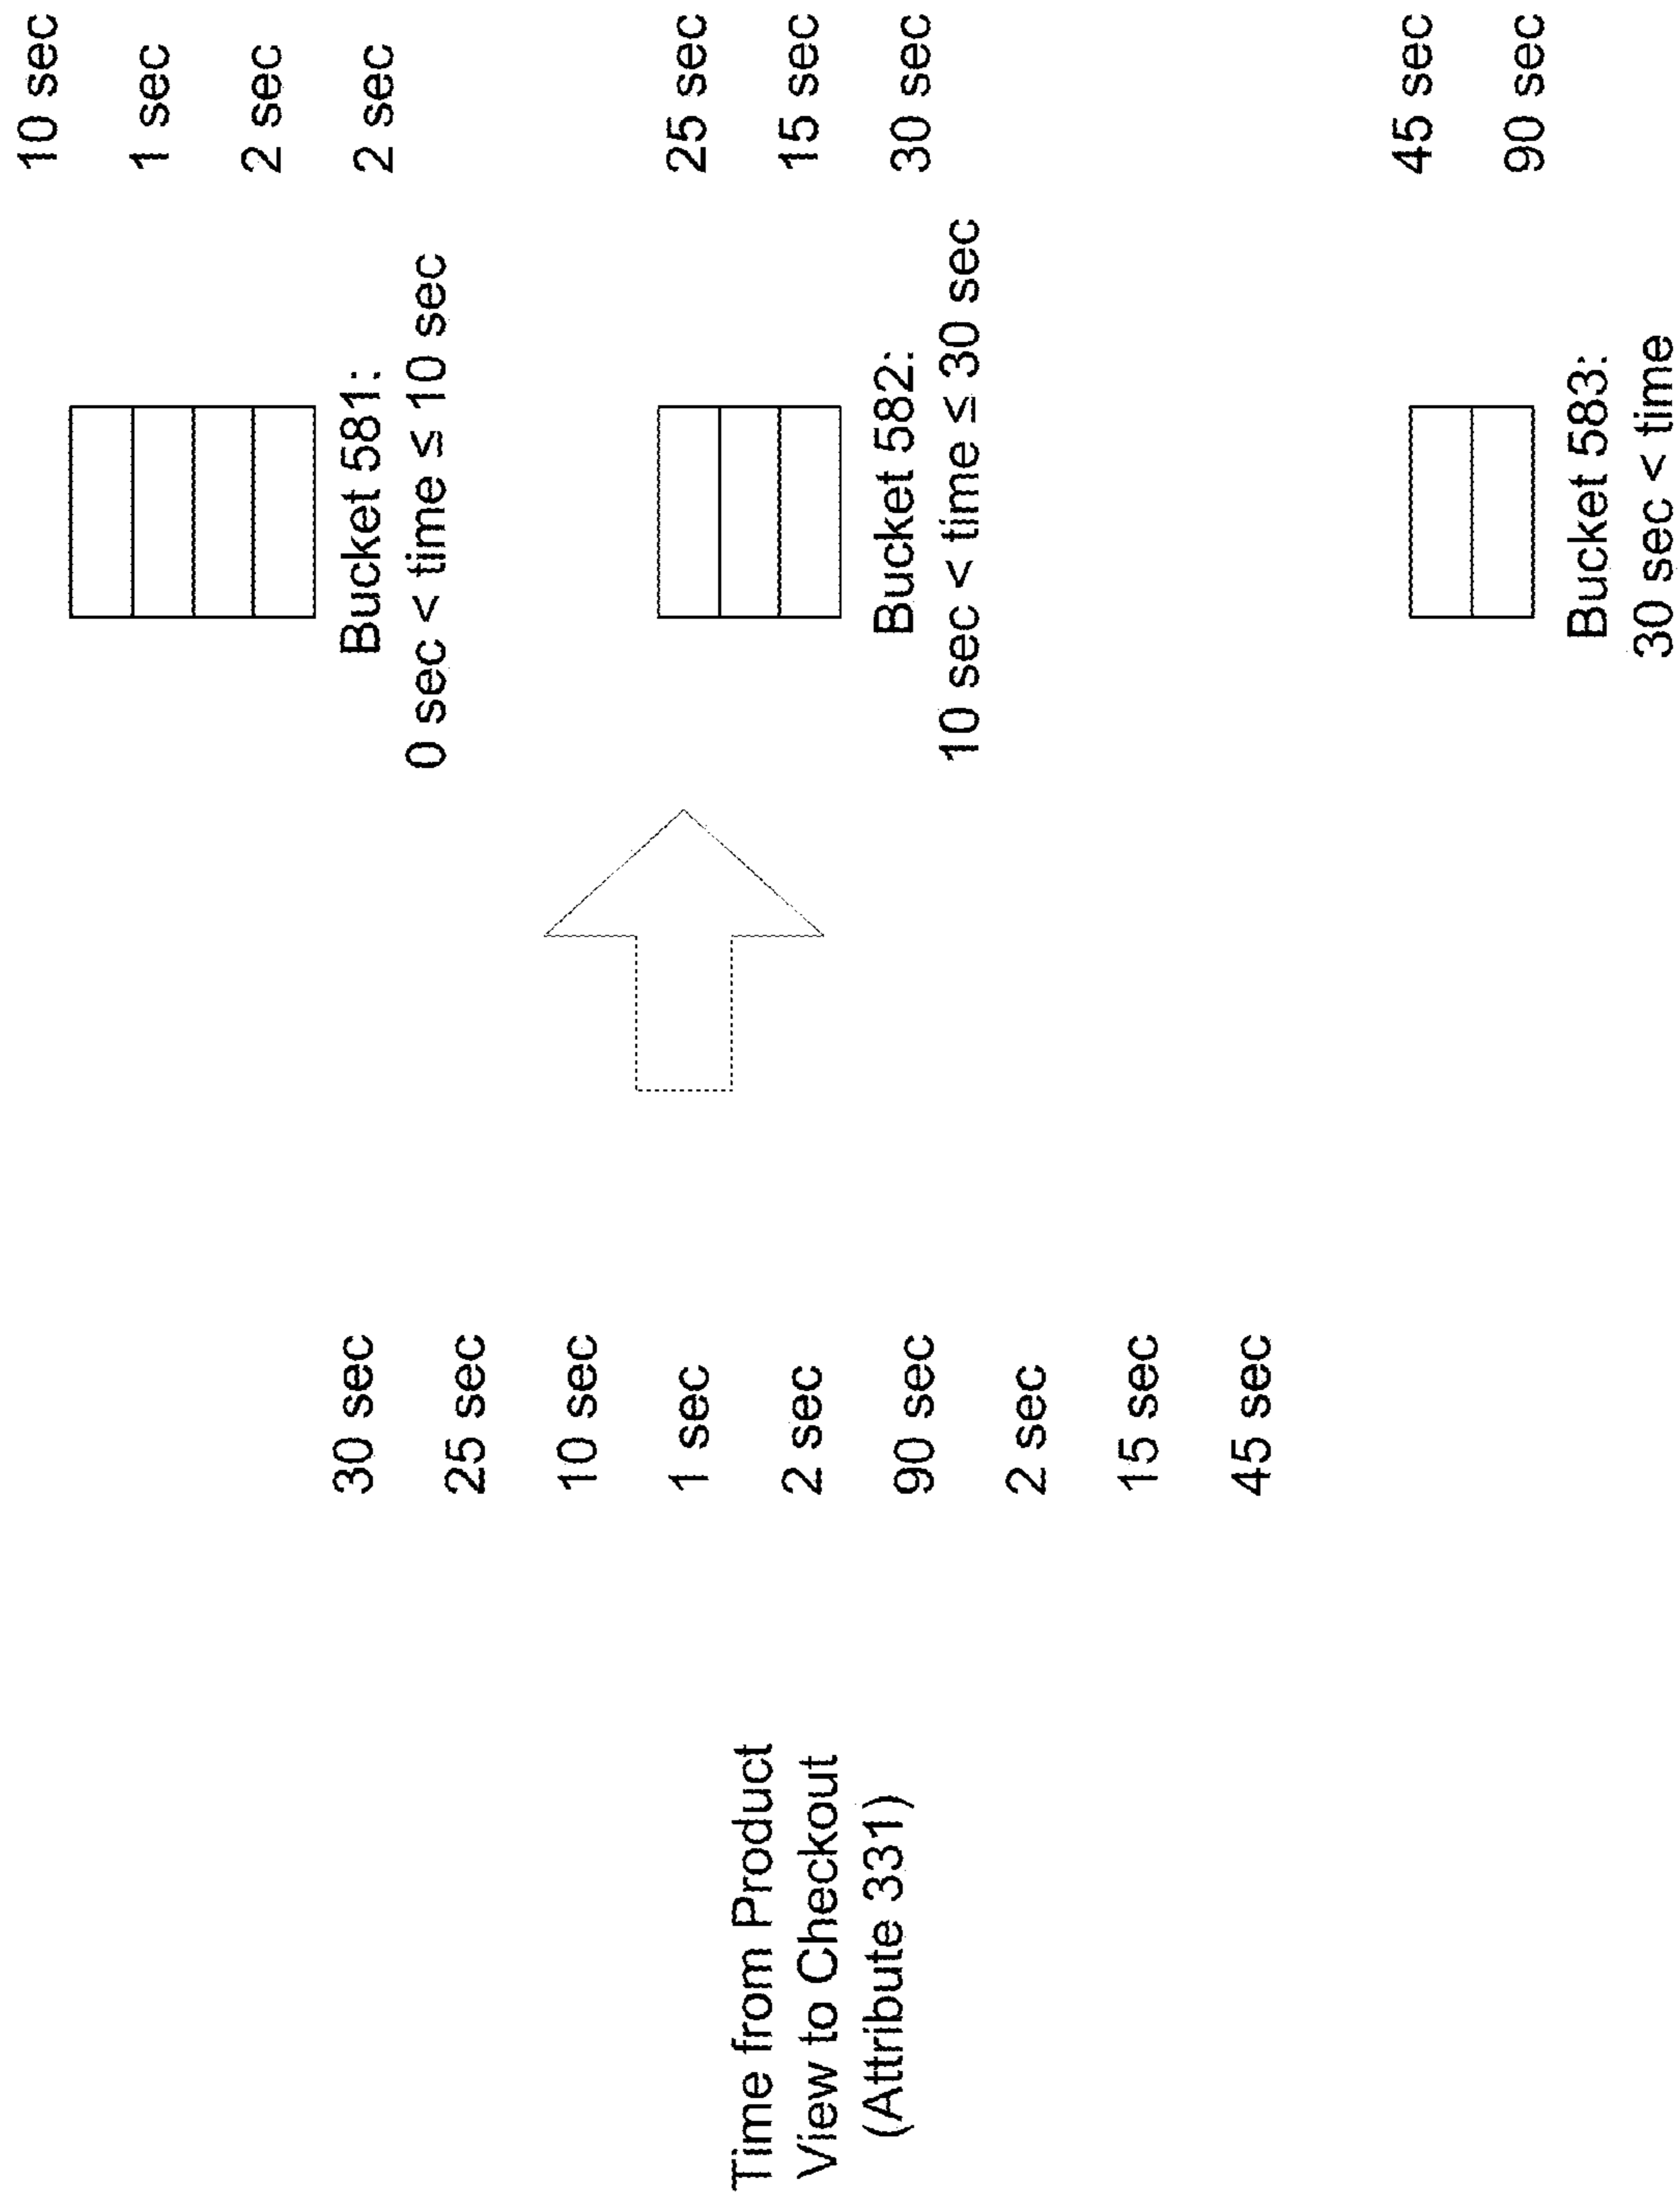 Time from Product
View to Checkout
(Attribute 331)
30 sec
25 sec
10 sec
1 sec
2 sec
90 sec
2 sec
15 sec
45 sec
Bucket 581:
0 sec < time ≤ 10 sec
10 sec
1 sec
2 sec
2 sec
Bucket 582:
10 sec < time ≤ 30 sec
25 sec
15 sec
30 sec
Bucket 583:
30 sec < time
45 sec
90 sec